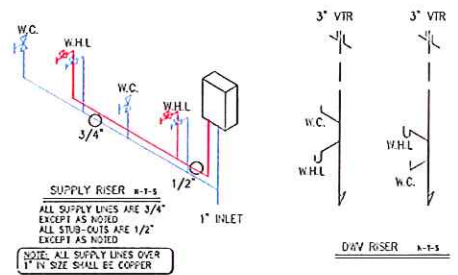 W.C.
W.H.L
W.C.
W.H.L
3/4"
1/2"
1" INLET
SUPPLY RISER N-T-S
ALL SUPPLY LINES ARE 3/4"
EXCEPT AS NOTED
ALL STUB-OUTS ARE 1/2"
EXCEPT AS NOTED
NOTE: ALL SUPPLY LINES OVER
1" IN SIZE SHALL BE COPPER
3" VTR
3" VTR
W.C.
W.H.L
W.H.L
W.C.
DWV RISER N-T-S